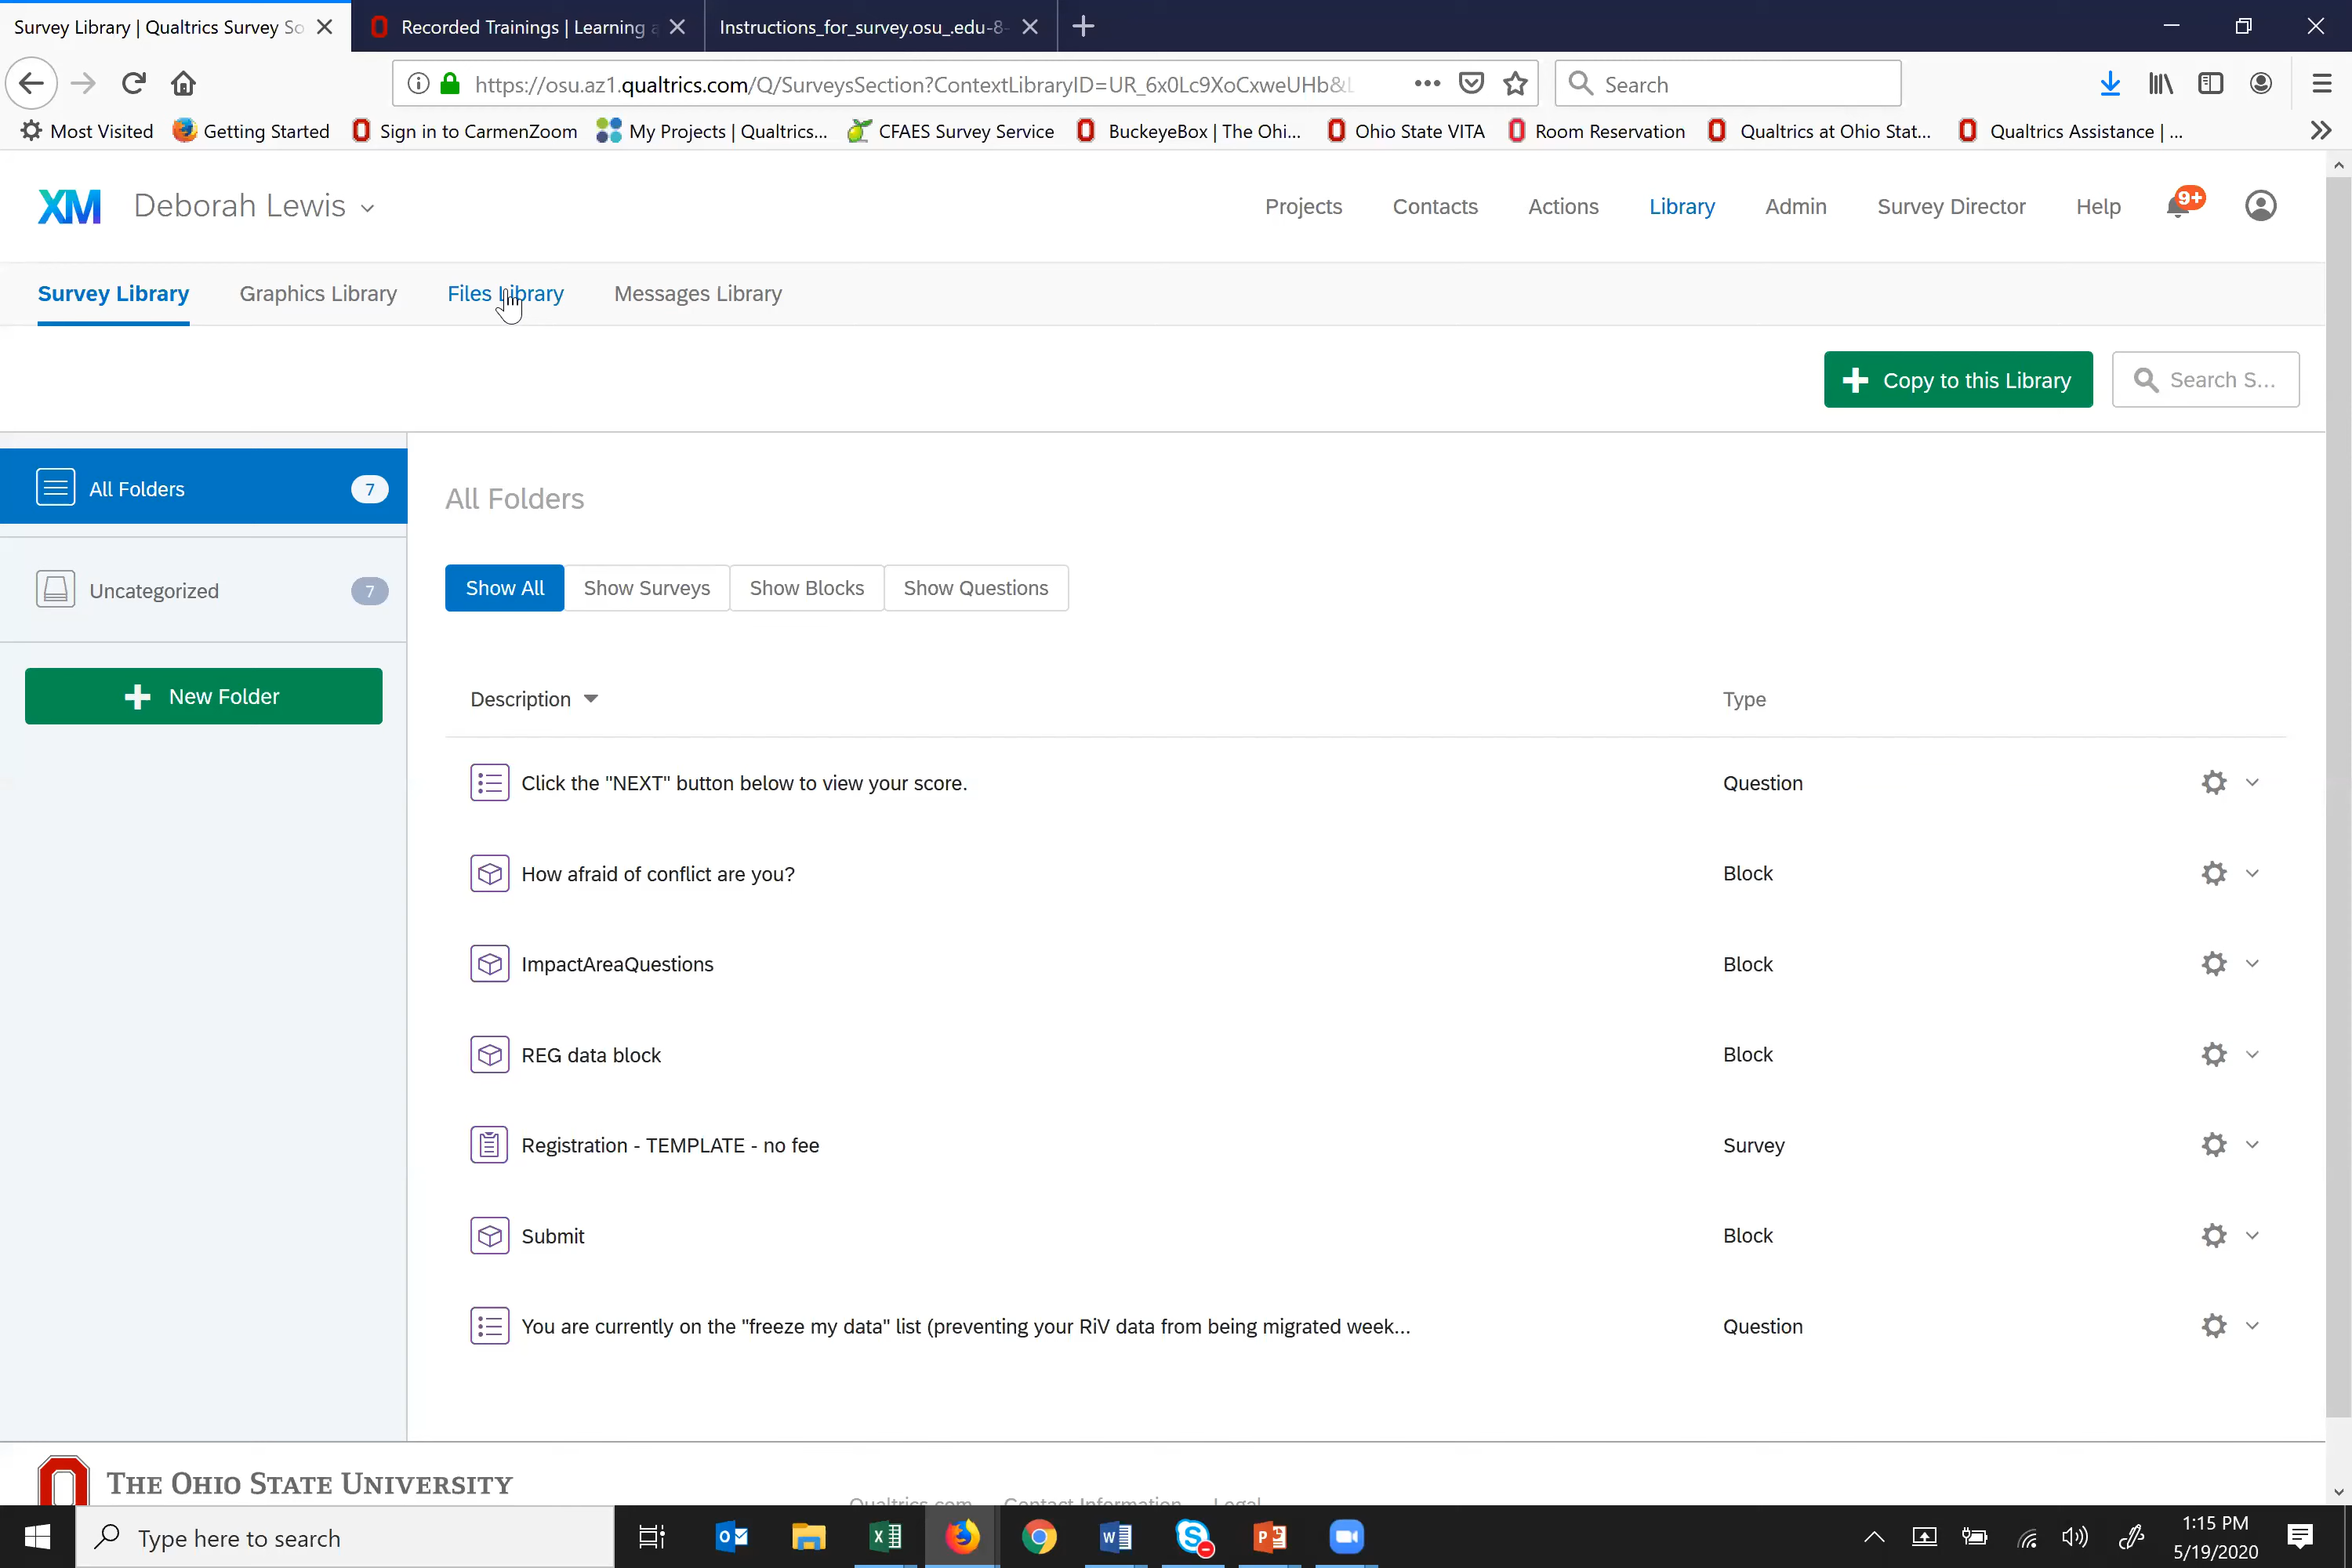 Survey Library | Qualtrics Survey So
Recorded Trainings | Learning a
Instructions_for_survey.osu_.edu-8-
https://osu.az1.qualtrics.com/Q/SurveysSection?ContextLibraryID=UR_6x0Lc9XoCxweUHb&L
Search
Most Visited
Getting Started
Sign in to CarmenZoom
My Projects | Qualtrics...
CFAES Survey Service
BuckeyeBox | The Ohi...
Ohio State VITA
Room Reservation
Qualtrics at Ohio Stat...
Qualtrics Assistance | ...
XM
Deborah Lewis
Projects
Contacts
Actions
Library
Admin
Survey Director
Help
9+
Survey Library
Graphics Library
Files Library
Messages Library
Copy to this Library
Search S...
All Folders
7
Uncategorized
7
New Folder
All Folders
Show All
Show Surveys
Show Blocks
Show Questions
Description
Type
Click the "NEXT" button below to view your score.
Question
How afraid of conflict are you?
Block
ImpactAreaQuestions
Block
REG data block
Block
Registration - TEMPLATE - no fee
Survey
Submit
Block
You are currently on the "freeze my data" list (preventing your RiV data from being migrated week...
Question
THE OHIO STATE UNIVERSITY
Qualtrics.com
Contact Information
Legal
Type here to search
1:15 PM
5/19/2020